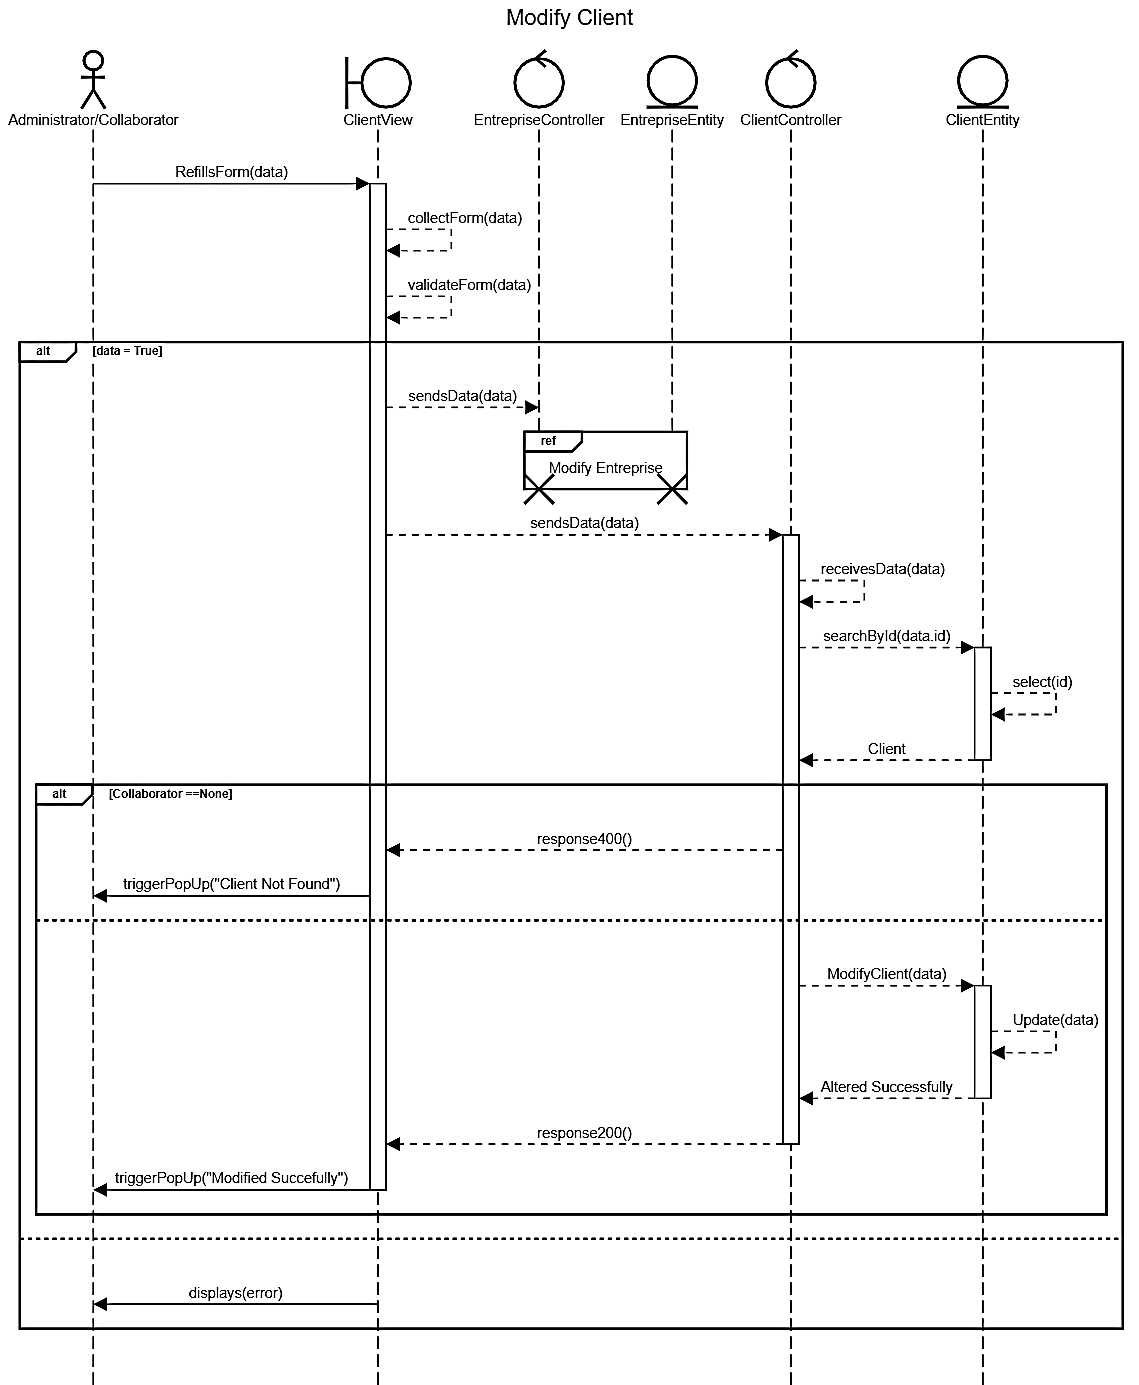 Modify Client
Administrator/Collaborator
ClientView
EntrepriseController
EntrepriseEntity
ClientController
ClientEntity
RefillsForm(data)
collectForm(data)
validateForm(data)
alt
[data = True]
sendsData(data)
ref
Modify Entreprise
sendsData(data)
receivesData(data)
searchById(data.id)
select(id)
Client
alt
[Collaborator ==None]
response400()
triggerPopUp("Client Not Found")
ModifyClient(data)
Update(data)
Altered Successfully
response200()
triggerPopUp("Modified Succefully")
displays(error)